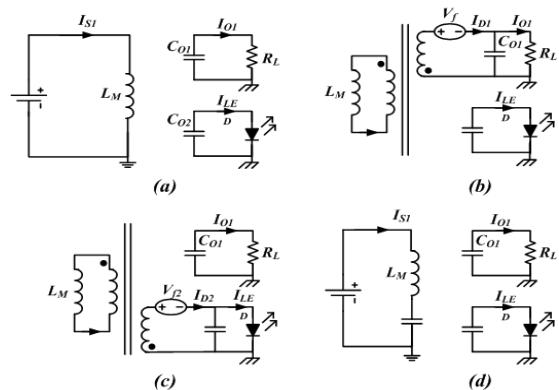 I_S1
+
-
L_M
C_O1
I_O1
R_L
C_O2
I_LE
D
(a)
L_M
V_f
+ -
I_D1
I_O1
C_O1
R_L
I_LE
D
(b)
L_M
C_O1
I_O1
R_L
V_f2
+ -
I_D2
I_LE
D
(c)
I_S1
+
-
L_M
C_O1
I_O1
R_L
I_LE
D
(d)